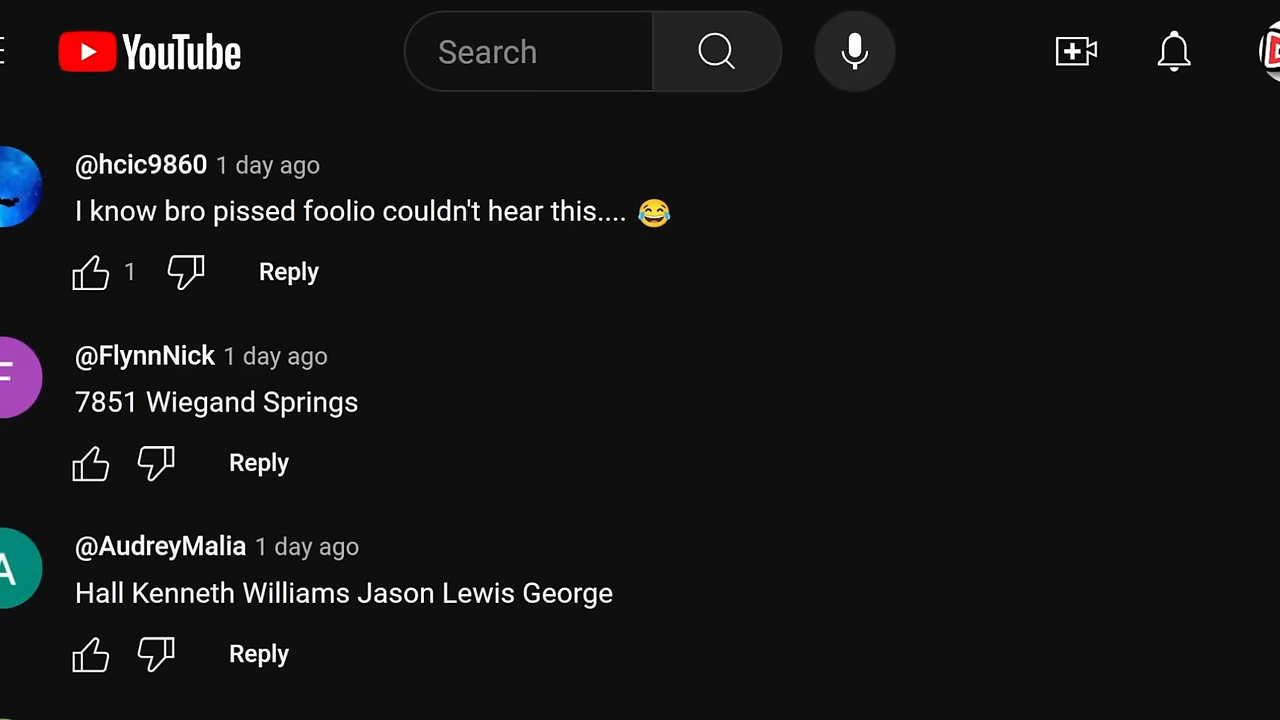 YouTube
Search
@hcic9860 1 day ago
I know bro pissed foolio couldn't hear this.... 😂
1
Reply
F
@FlynnNick 1 day ago
7851 Wiegand Springs
Reply
A
@AudreyMalia 1 day ago
Hall Kenneth Williams Jason Lewis George
Reply